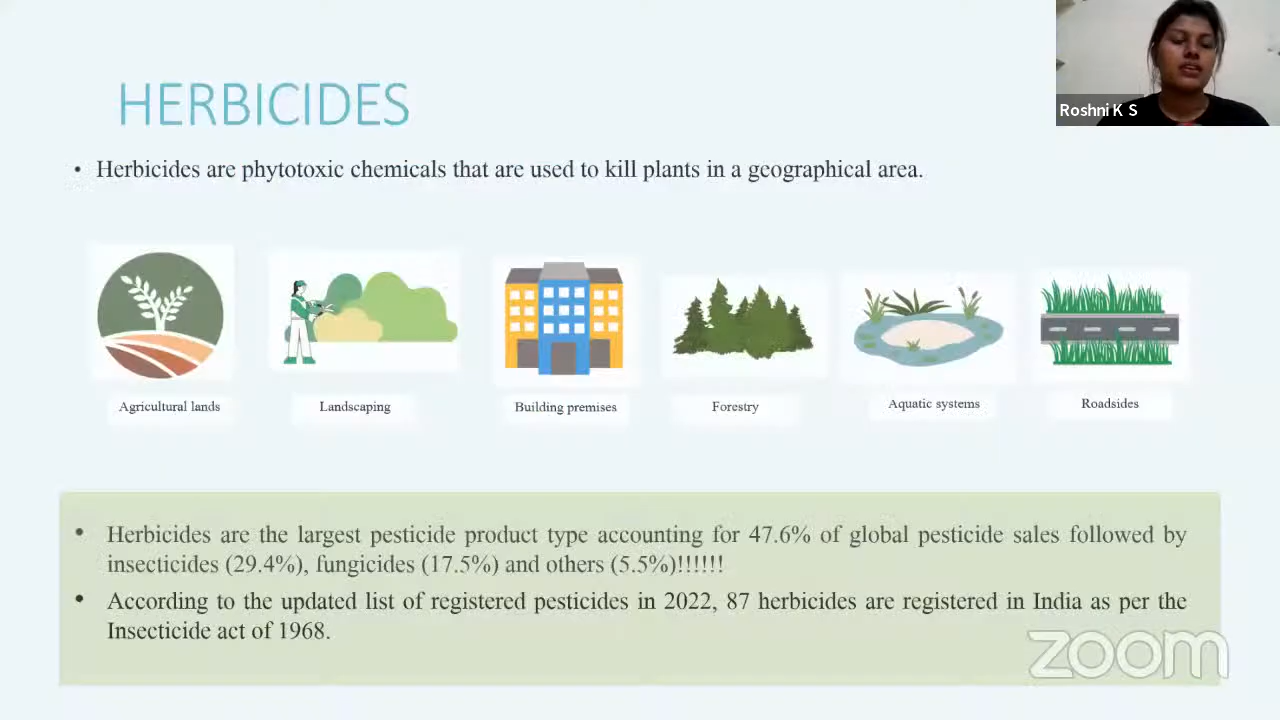 Roshni K S
HERBICIDES
• Herbicides are phytotoxic chemicals that are used to kill plants in a geographical area.
Agricultural lands
Landscaping
Building premises
Forestry
Aquatic systems
Roadsides
• Herbicides are the largest pesticide product type accounting for 47.6% of global pesticide sales followed by
insecticides (29.4%), fungicides (17.5%) and others (5.5%)!!!!!!
• According to the updated list of registered pesticides in 2022, 87 herbicides are registered in India as per the
Insecticide act of 1968.
zoom